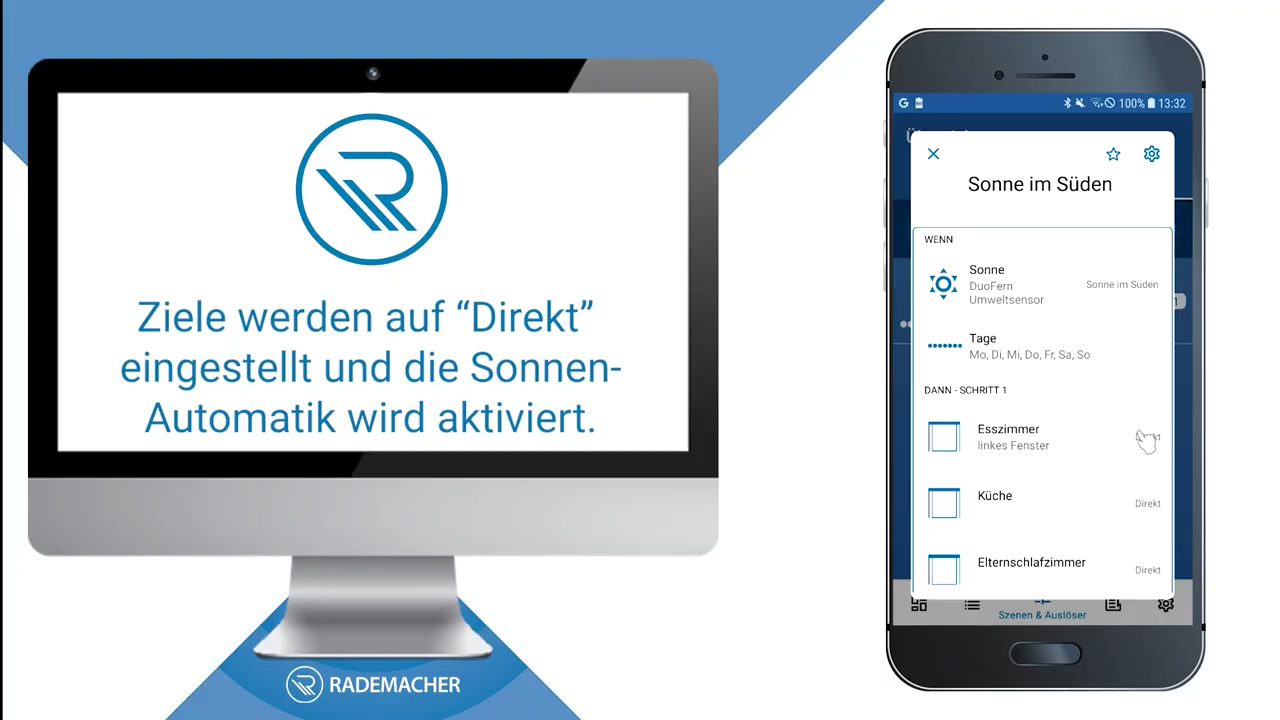 Ziele werden auf “Direkt”
eingestellt und die Sonnen-
Automatik wird aktiviert.
RADEMACHER
G
100% 13:32
Sonne im Süden
WENN
Sonne
DuoFern
Umweltsensor
Sonne im Süden
Tage
Mo, Di, Mi, Do, Fr, Sa, So
DANN - SCHRITT 1
Esszimmer
linkes Fenster
Küche
Direkt
Elternschlafzimmer
Direkt
Szenen & Auslöser